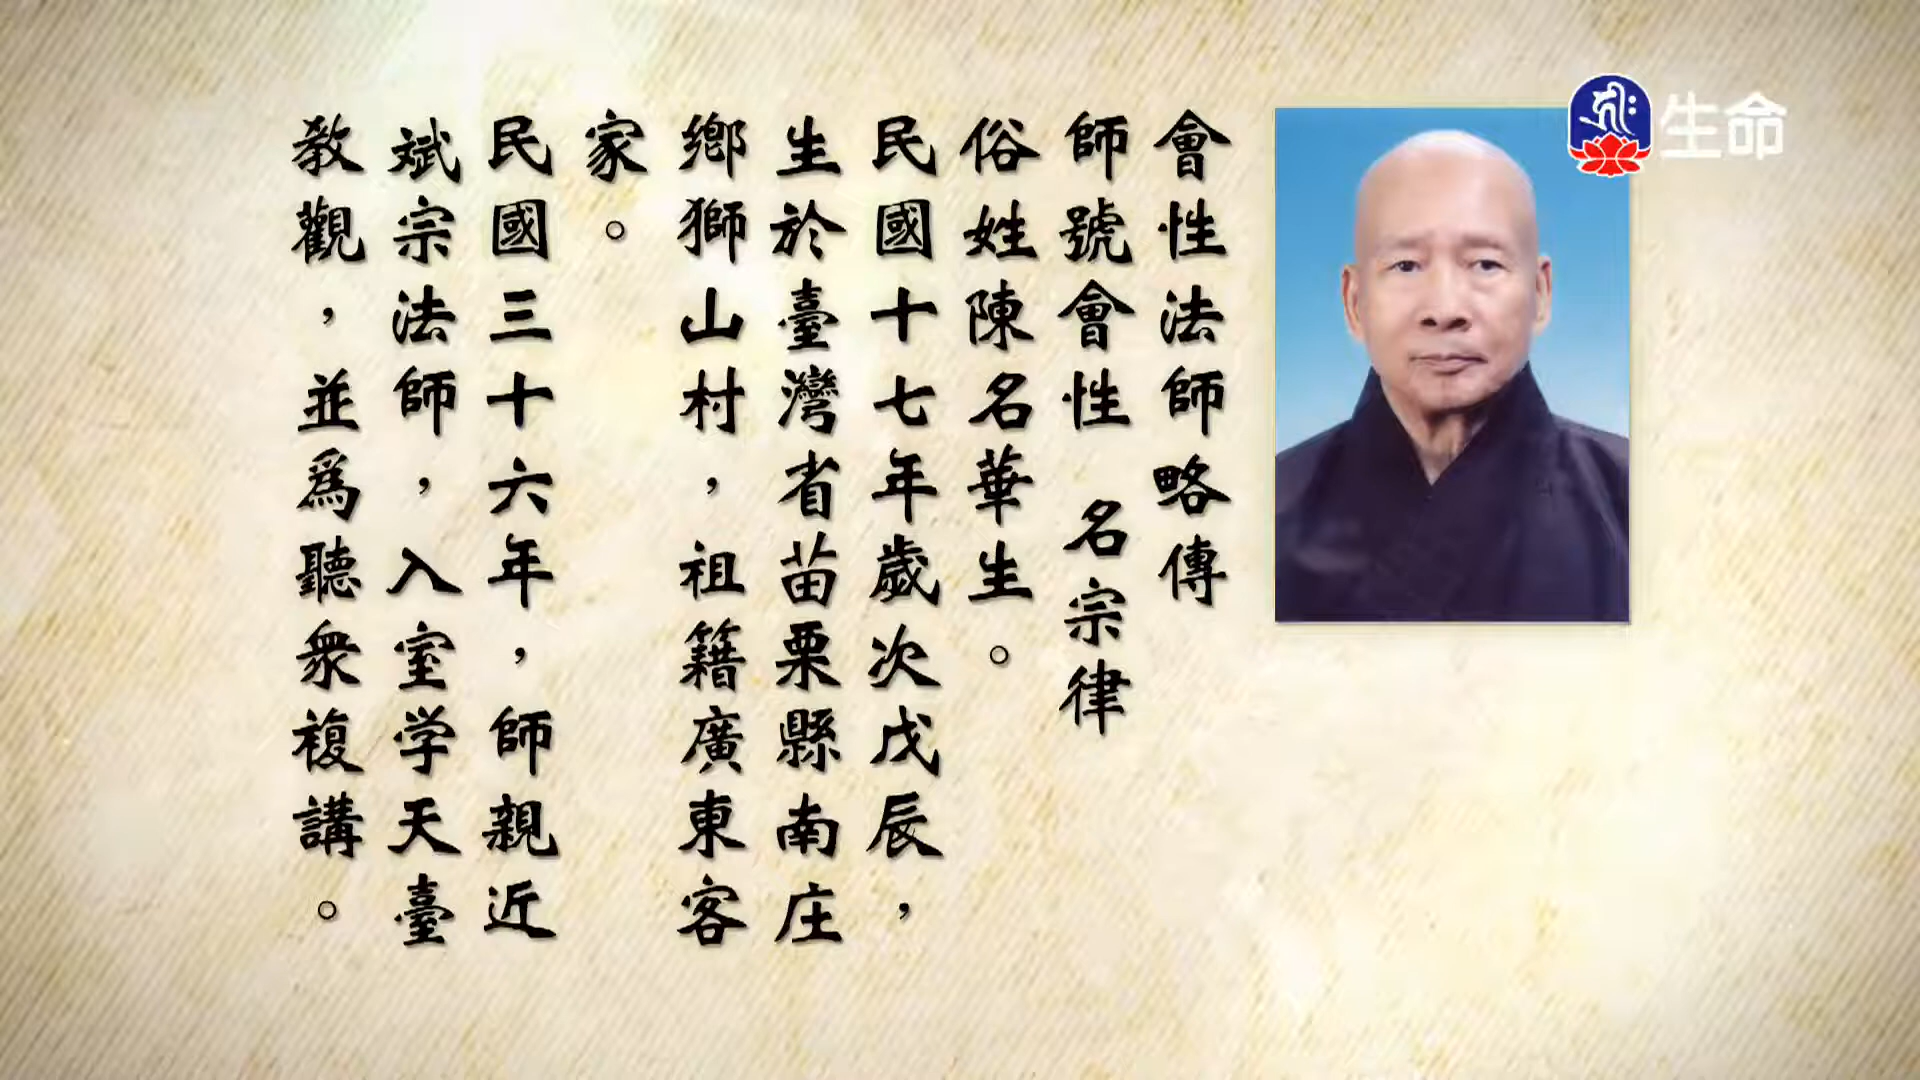 會性法師略傳
師號會性 名宗律
俗姓陳名華生。
民國十七年歲次戊辰，
生於臺灣省苗栗縣南庄
鄉獅山村，祖籍廣東客
家。
民國三十六年，師親近
斌宗法師，入室学天臺
教觀，並爲聽衆複講。
生命